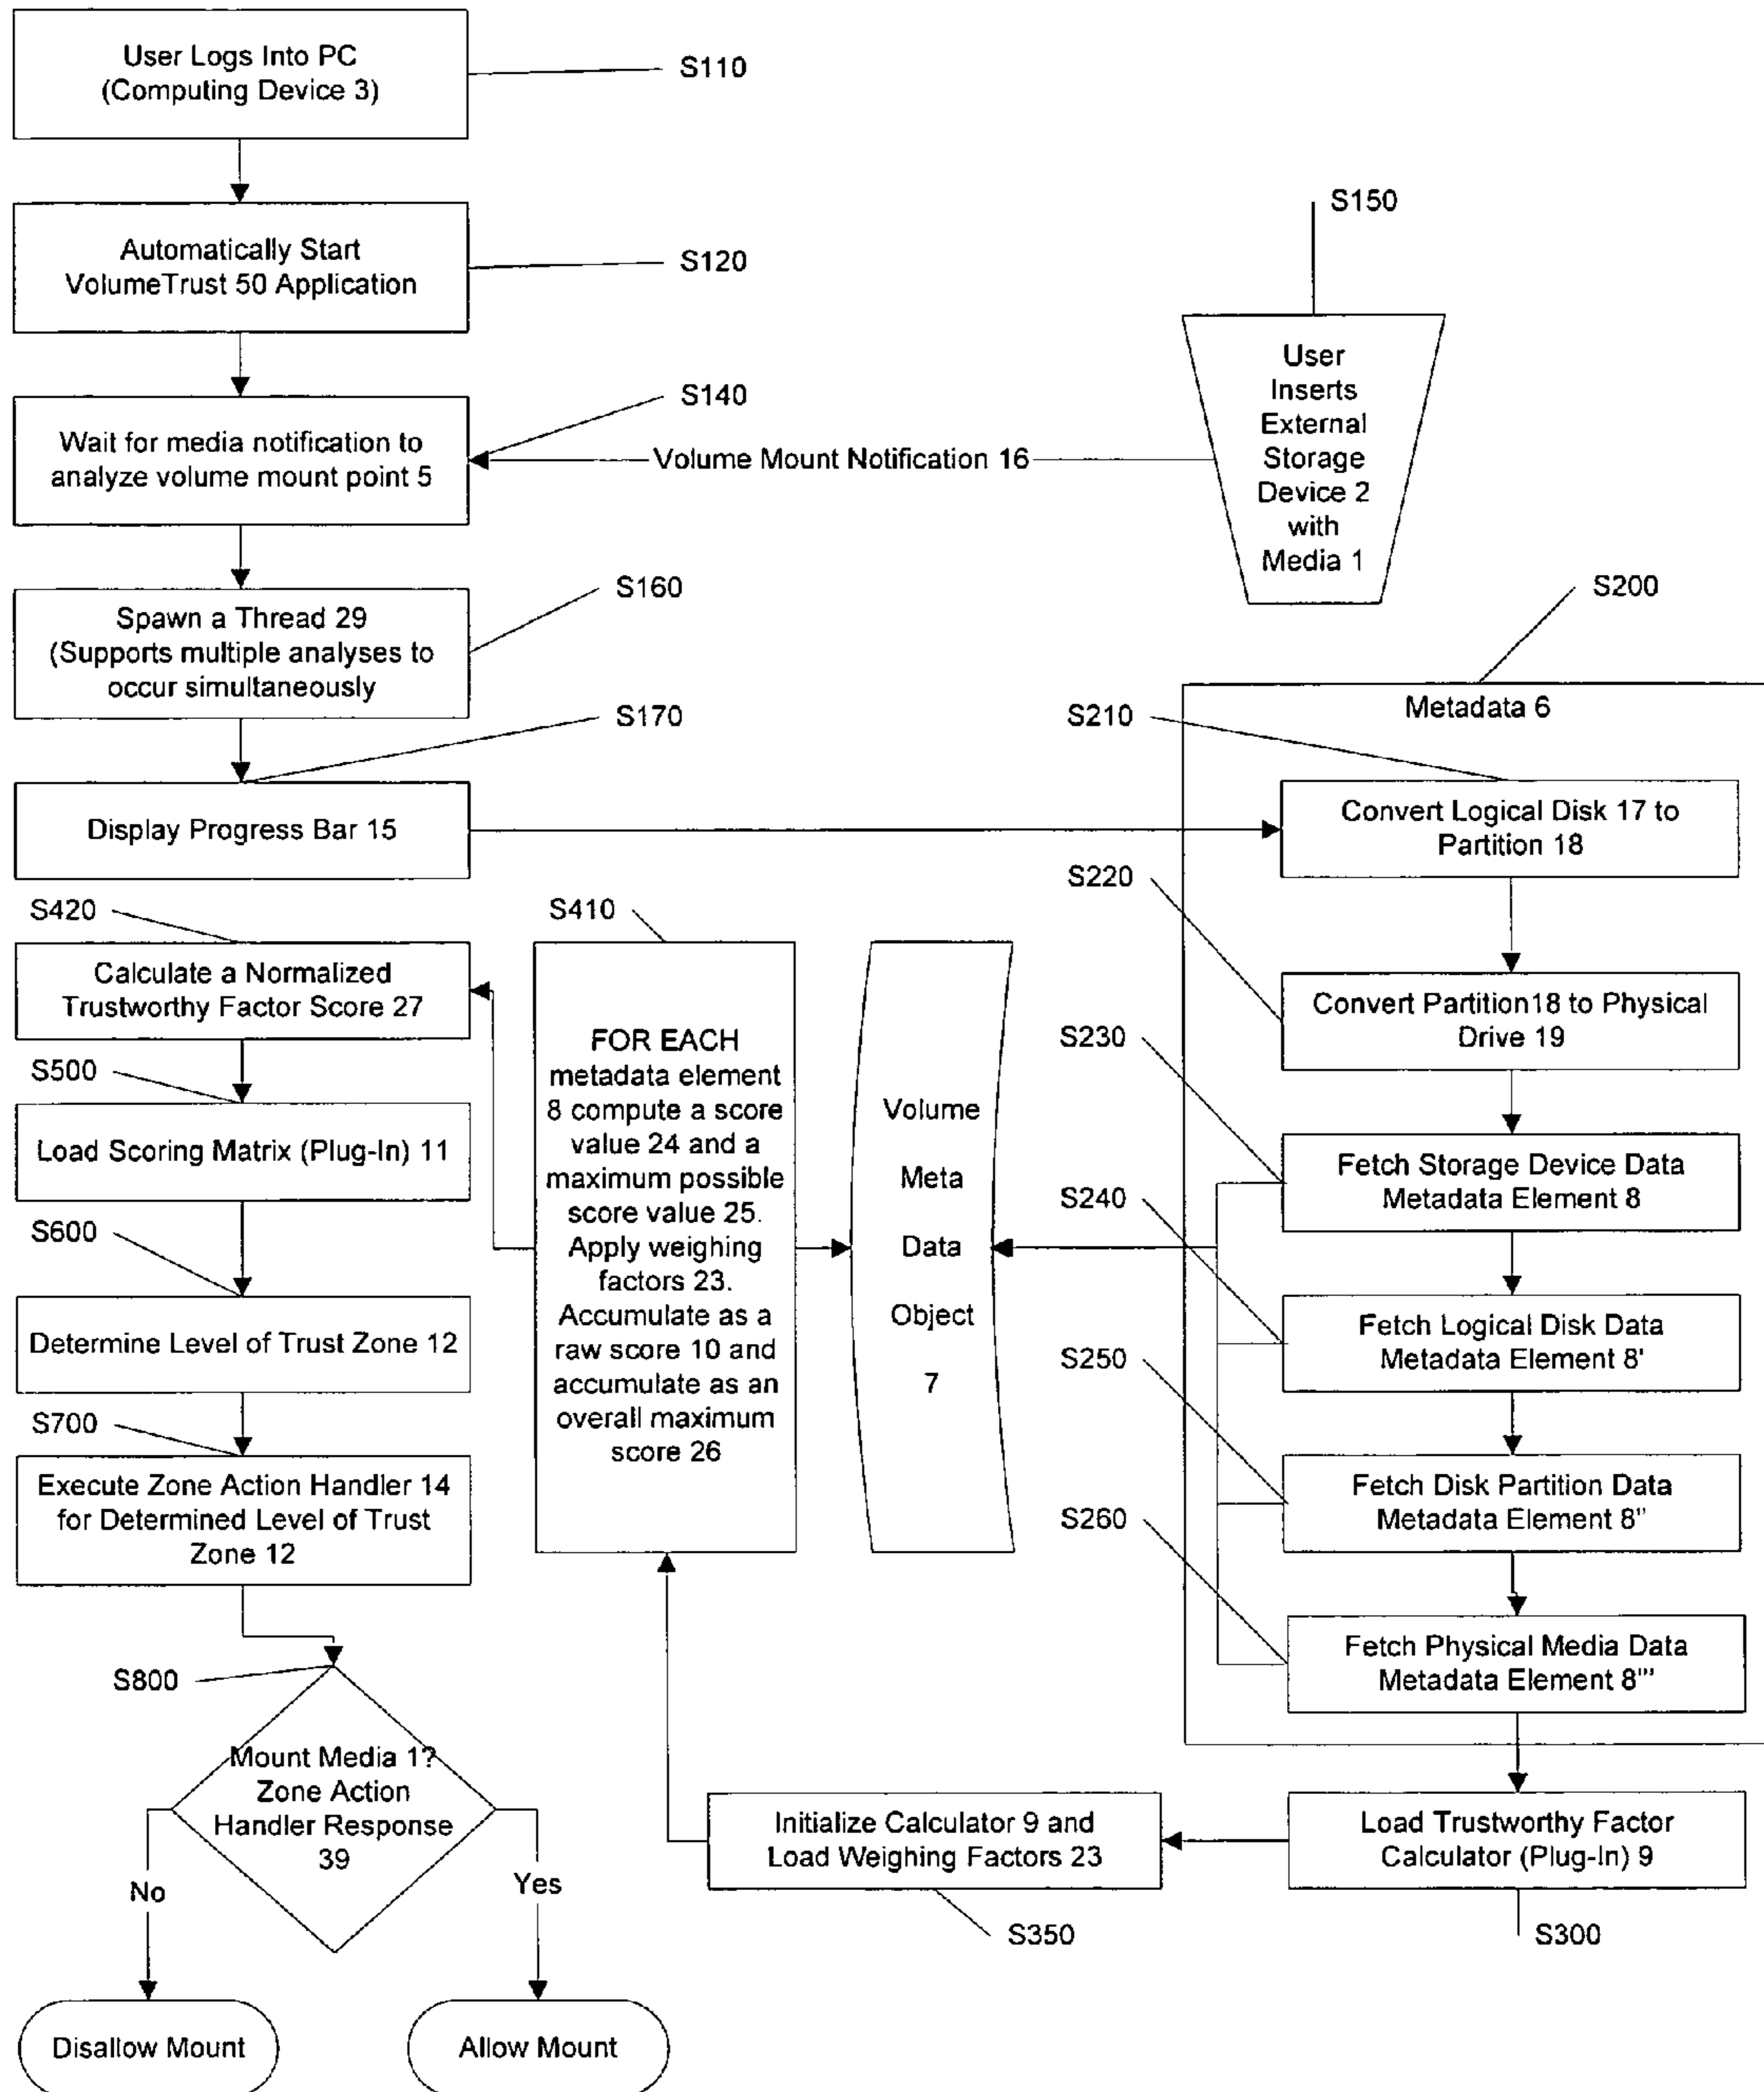 User Logs Into PC
(Computing Device 3)
S110
Automatically Start
VolumeTrust 50 Application
S120
S150
User
Inserts
External
Storage
Device 2
with
Media 1
S140
Wait for media notification to
analyze volume mount point 5
Volume Mount Notification 16
S160
Spawn a Thread 29
(Supports multiple analyses to
occur simultaneously
S170
Display Progress Bar 15
S200
Metadata 6
S210
Convert Logical Disk 17 to
Partition 18
S220
Convert Partition18 to Physical
Drive 19
S230
Fetch Storage Device Data
Metadata Element 8
S240
Fetch Logical Disk Data
Metadata Element 8'
S250
Fetch Disk Partition Data
Metadata Element 8"
S260
Fetch Physical Media Data
Metadata Element 8'"
Load Trustworthy Factor
Calculator (Plug-In) 9
S300
Initialize Calculator 9 and
Load Weighing Factors 23
S350
S410
FOR EACH
metadata element
8 compute a score
value 24 and a
maximum possible
score value 25.
Apply weighing
factors 23.
Accumulate as a
raw score 10 and
accumulate as an
overall maximum
score 26
Volume
Meta
Data
Object
7
S420
Calculate a Normalized
Trustworthy Factor Score 27
S500
Load Scoring Matrix (Plug-In) 11
S600
Determine Level of Trust Zone 12
S700
Execute Zone Action Handler 14
for Determined Level of Trust
Zone 12
S800
Mount Media 1?
Zone Action
Handler Response
39
No
Yes
Disallow Mount
Allow Mount